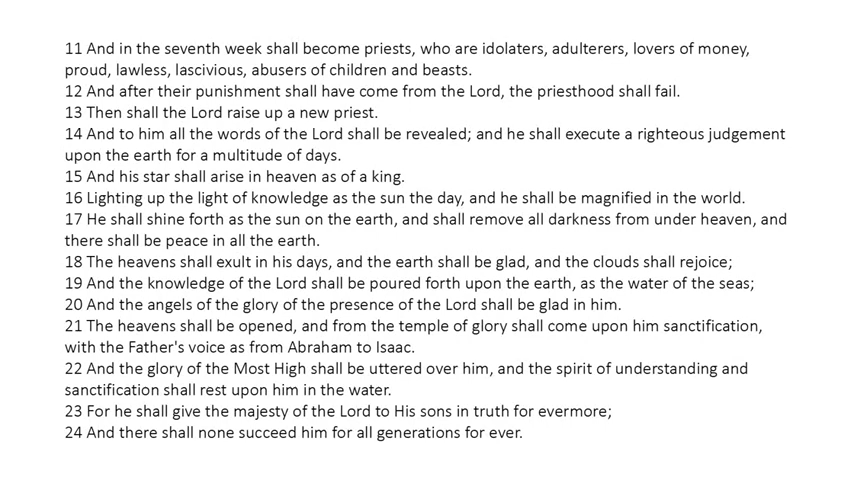 11 And in the seventh week shall become priests, who are idolaters, adulterers, lovers of money,
proud, lawless, lascivious, abusers of children and beasts.
12 And after their punishment shall have come from the Lord, the priesthood shall fail.
13 Then shall the Lord raise up a new priest.
14 And to him all the words of the Lord shall be revealed; and he shall execute a righteous judgement
upon the earth for a multitude of days.
15 And his star shall arise in heaven as of a king.
16 Lighting up the light of knowledge as the sun the day, and he shall be magnified in the world.
17 He shall shine forth as the sun on the earth, and shall remove all darkness from under heaven, and
there shall be peace in all the earth.
18 The heavens shall exult in his days, and the earth shall be glad, and the clouds shall rejoice;
19 And the knowledge of the Lord shall be poured forth upon the earth, as the water of the seas;
20 And the angels of the glory of the presence of the Lord shall be glad in him.
21 The heavens shall be opened, and from the temple of glory shall come upon him sanctification,
with the Father's voice as from Abraham to Isaac.
22 And the glory of the Most High shall be uttered over him, and the spirit of understanding and
sanctification shall rest upon him in the water.
23 For he shall give the majesty of the Lord to His sons in truth for evermore;
24 And there shall none succeed him for all generations for ever.